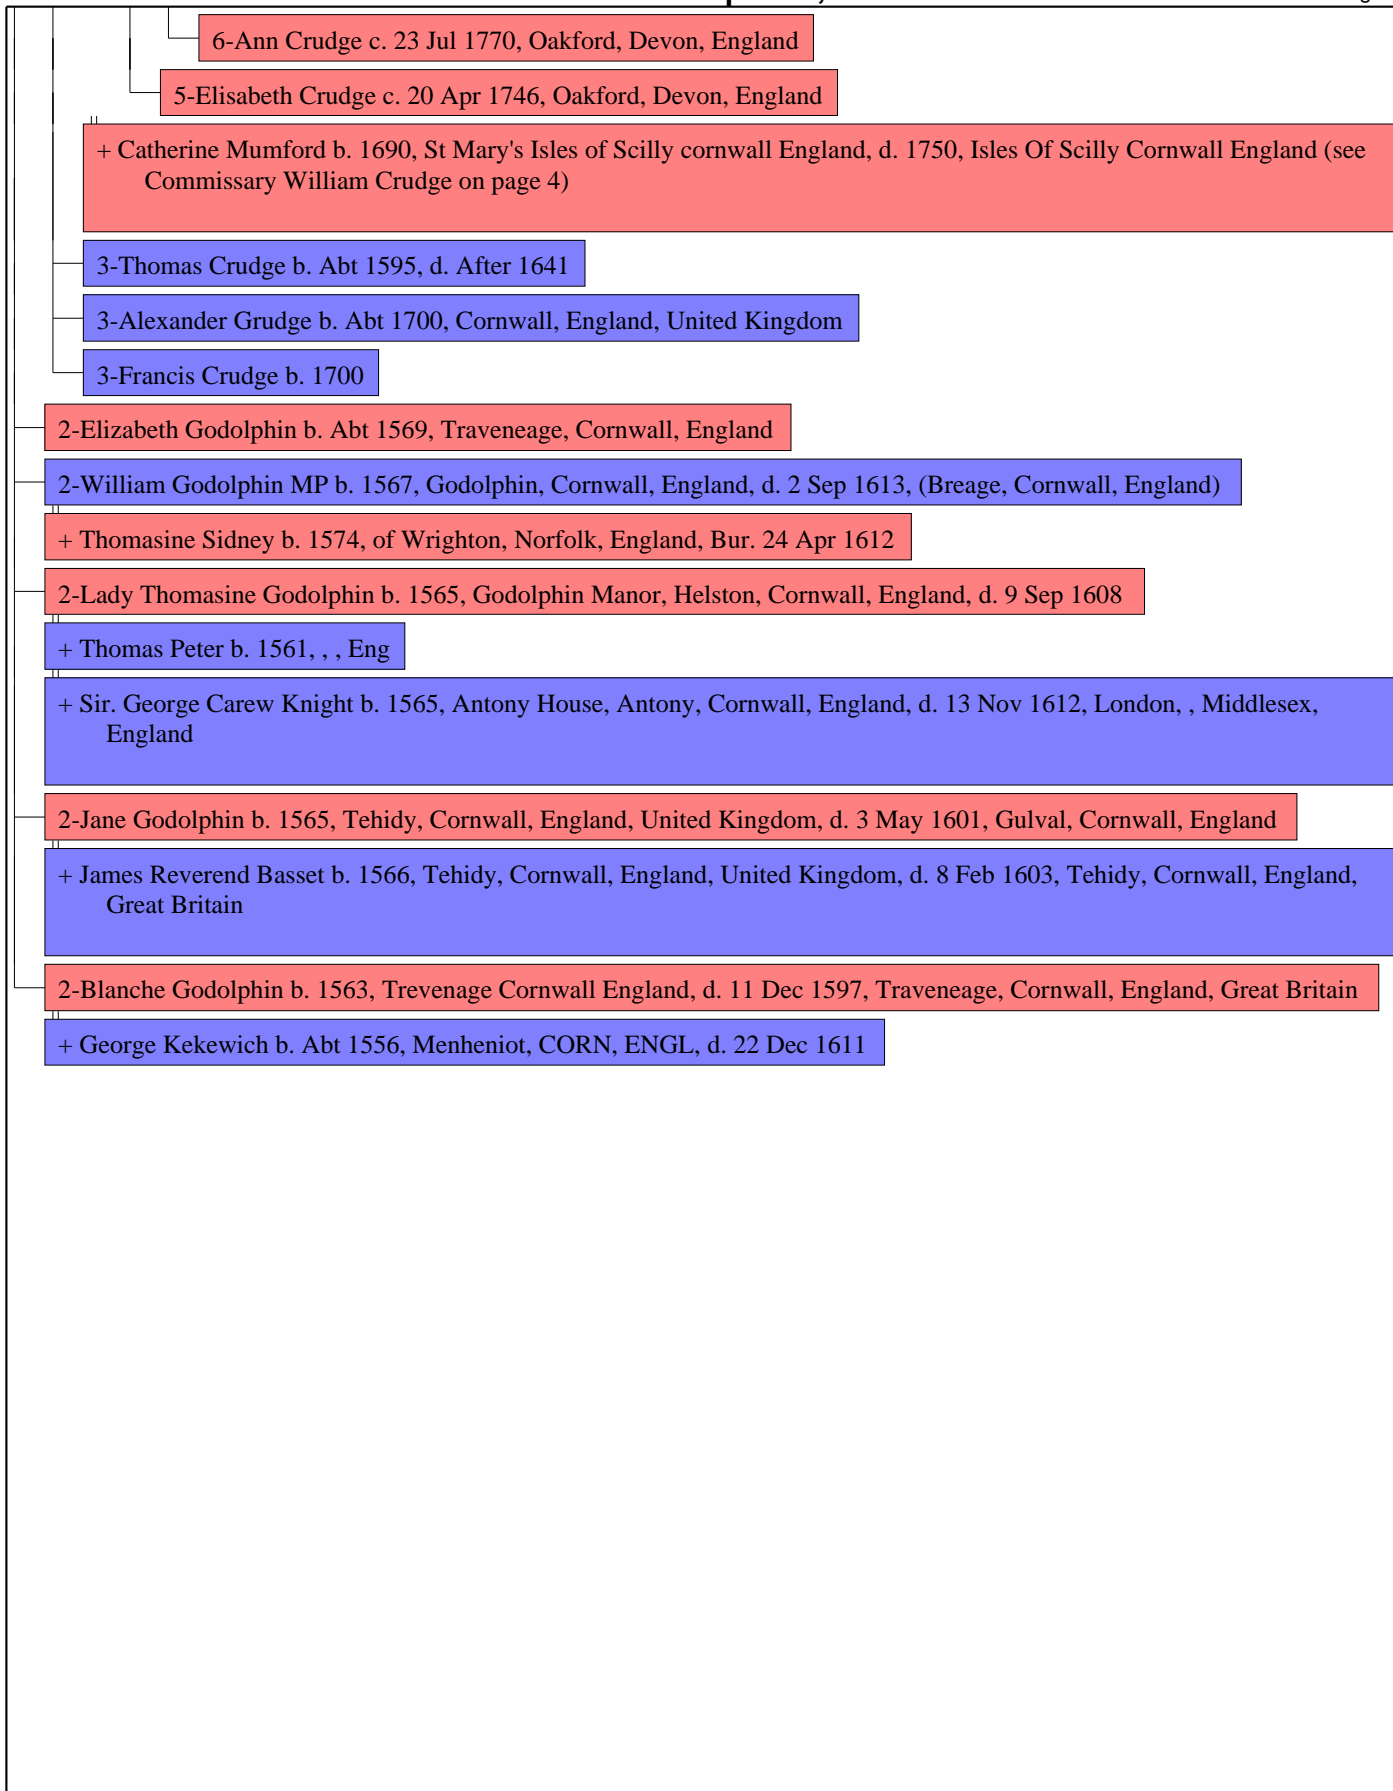 6-Ann Crudge c. 23 Jul 1770, Oakford, Devon, England
5-Elisabeth Crudge c. 20 Apr 1746, Oakford, Devon, England
+ Catherine Mumford b. 1690, St Mary's Isles of Scilly cornwall England, d. 1750, Isles Of Scilly Cornwall England (see
Commissary William Crudge on page 4)
3-Thomas Crudge b. Abt 1595, d. After 1641
3-Alexander Grudge b. Abt 1700, Cornwall, England, United Kingdom
3-Francis Crudge b. 1700
2-Elizabeth Godolphin b. Abt 1569, Traveneage, Cornwall, England
2-William Godolphin MP b. 1567, Godolphin, Cornwall, England, d. 2 Sep 1613, (Breage, Cornwall, England)
+ Thomasine Sidney b. 1574, of Wrighton, Norfolk, England, Bur. 24 Apr 1612
2-Lady Thomasine Godolphin b. 1565, Godolphin Manor, Helston, Cornwall, England, d. 9 Sep 1608
+ Thomas Peter b. 1561, , , Eng
+ Sir. George Carew Knight b. 1565, Antony House, Antony, Cornwall, England, d. 13 Nov 1612, London, , Middlesex,
England
2-Jane Godolphin b. 1565, Tehidy, Cornwall, England, United Kingdom, d. 3 May 1601, Gulval, Cornwall, England
+ James Reverend Basset b. 1566, Tehidy, Cornwall, England, United Kingdom, d. 8 Feb 1603, Tehidy, Cornwall, England,
Great Britain
2-Blanche Godolphin b. 1563, Trevenage Cornwall England, d. 11 Dec 1597, Traveneage, Cornwall, England, Great Britain
+ George Kekewich b. Abt 1556, Menheniot, CORN, ENGL, d. 22 Dec 1611